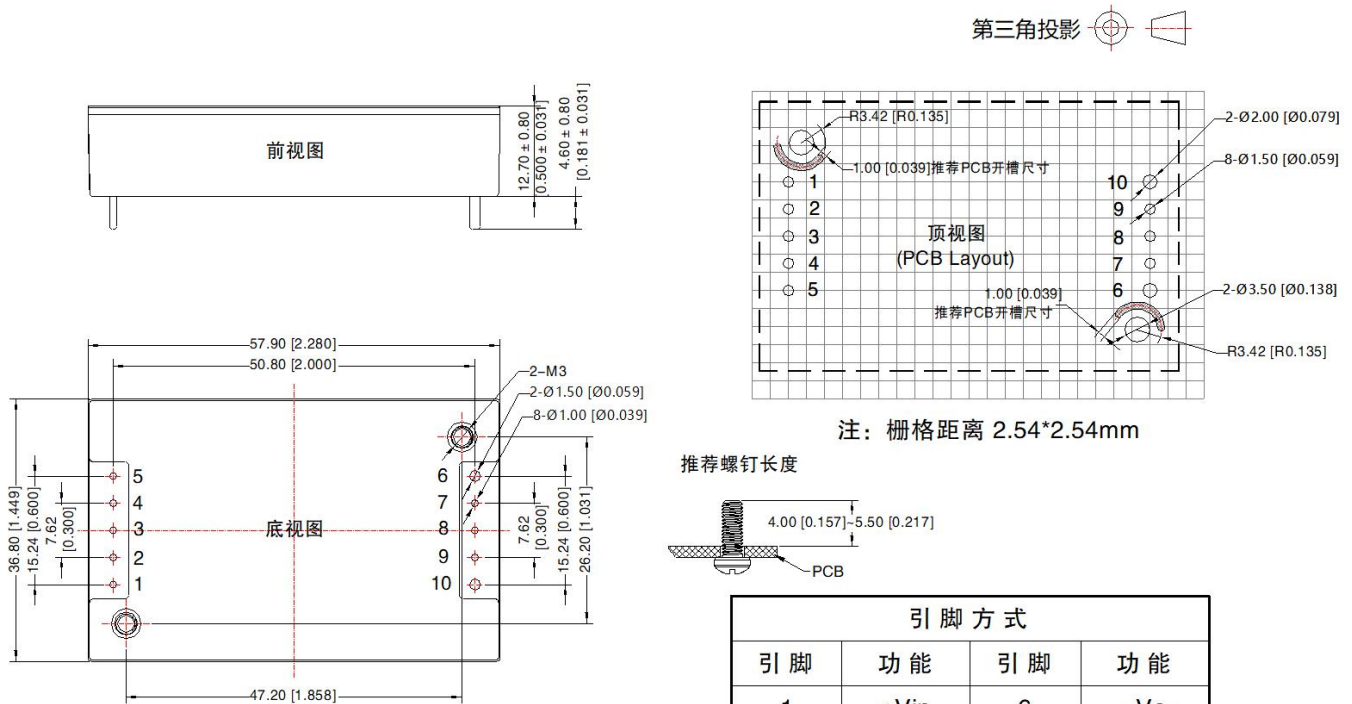 第三角投影
前视图
12.70 ± 0.80
[0.500 ± 0.031]
4.60 ± 0.80
[0.181 ± 0.031]
R3.42 [R0.135]
1.00 [0.039]推荐PCB开槽尺寸
2-Ø2.00 [Ø0.079]
8-Ø1.50 [Ø0.059]
1
10
2
9
3
顶视图
8
4
(PCB Layout)
7
5
1.00 [0.039]
6
推荐PCB开槽尺寸
2-Ø3.50 [Ø0.138]
R3.42 [R0.135]
注：栅格距离 2.54*2.54mm
57.90 [2.280]
50.80 [2.000]
2-M3
2-Ø1.50 [Ø0.059]
8-Ø1.00 [Ø0.039]
36.80 [1.449]
15.24 [0.600]
7.62
[0.300]
5
6
4
7
3
底视图
8
2
9
1
10
7.62
[0.300]
15.24 [0.600]
26.20 [1.031]
47.20 [1.858]
推荐螺钉长度
4.00 [0.157]~5.50 [0.217]
PCB
引脚方式
引脚 功能 引脚 功能